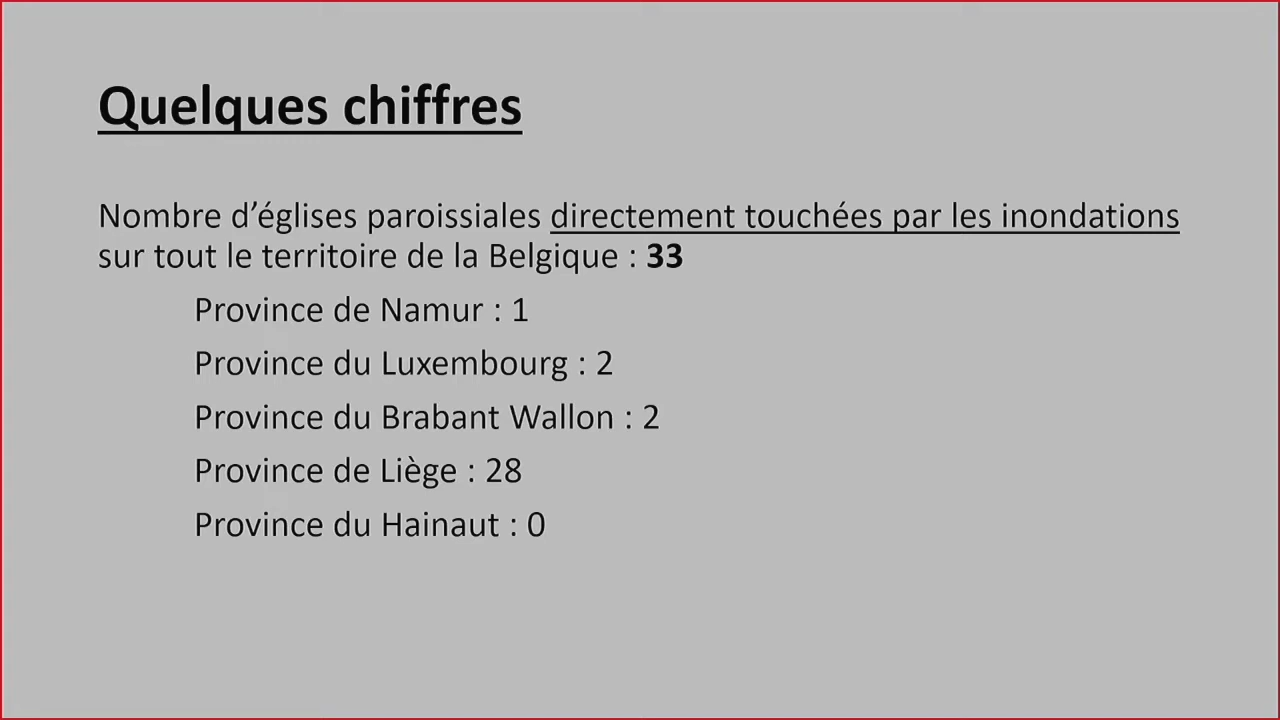 Quelques chiffres
Nombre d’églises paroissiales directement touchées par les inondations
sur tout le territoire de la Belgique : 33
Province de Namur : 1
Province du Luxembourg : 2
Province du Brabant Wallon : 2
Province de Liège : 28
Province du Hainaut : 0